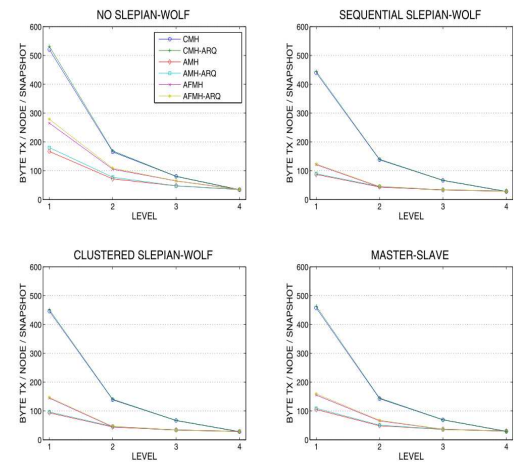 NO SLEPIAN-WOLF
BYTE TX / NODE / SNAPSHOT
600
500
400
300
200
100
0
CMH
CMH-ARQ
AMH
AMH-ARQ
AFMH
AFMH-ARQ
1 2 3 4
LEVEL
SEQUENTIAL SLEPIAN-WOLF
BYTE TX / NODE / SNAPSHOT
600
500
400
300
200
100
0
1 2 3 4
LEVEL
CLUSTERED SLEPIAN-WOLF
BYTE TX / NODE / SNAPSHOT
600
500
400
300
200
100
0
1 2 3 4
LEVEL
MASTER-SLAVE
BYTE TX / NODE / SNAPSHOT
600
500
400
300
200
100
0
1 2 3 4
LEVEL